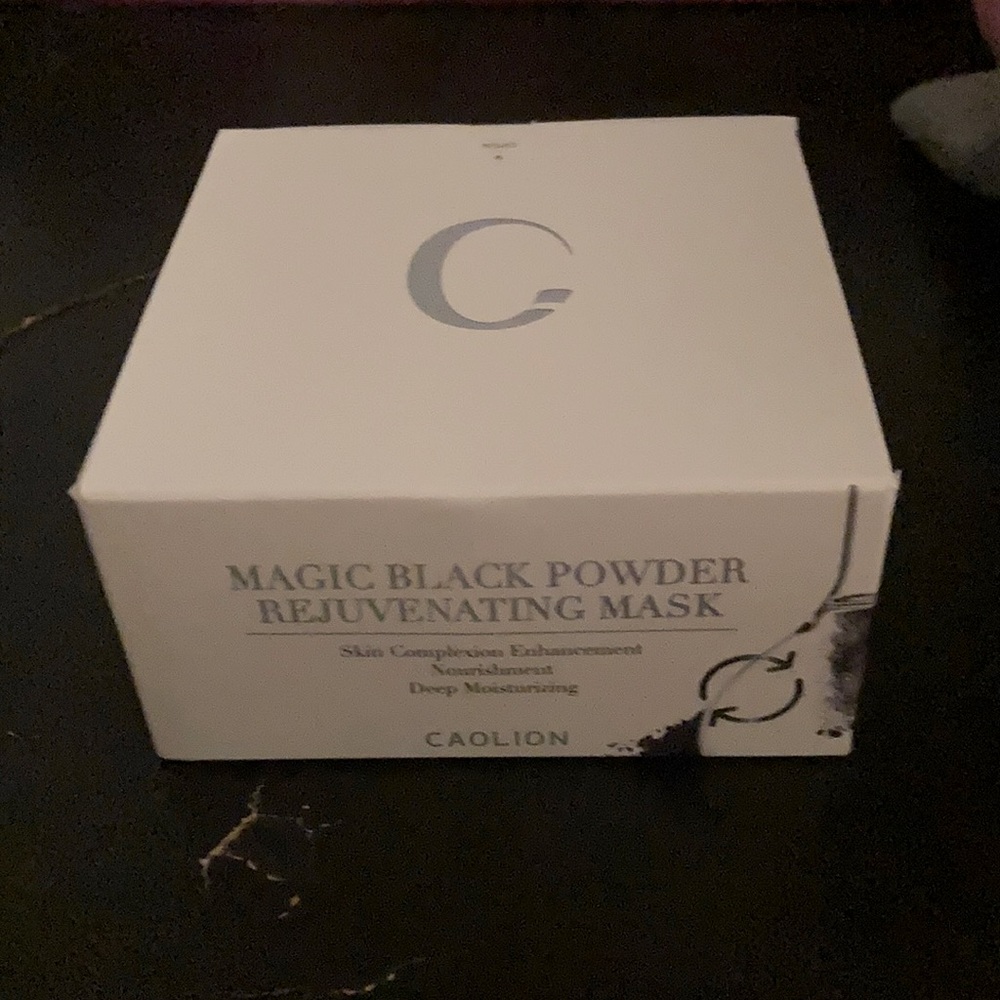 MAGIC BLACK POWDER
REJUVENATING MASK
Skin Complexion Enhancement
Nourishment
Deep Moisturizing
CAOLION